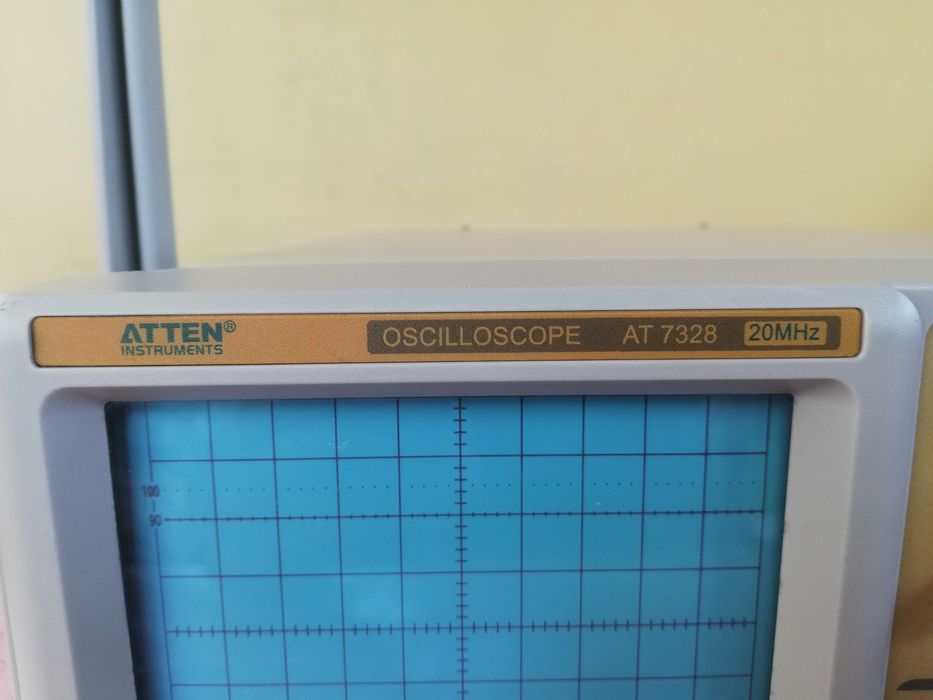 ATTEN®
INSTRUMENTS
OSCILLOSCOPE AT 7328 20MHz
100
90